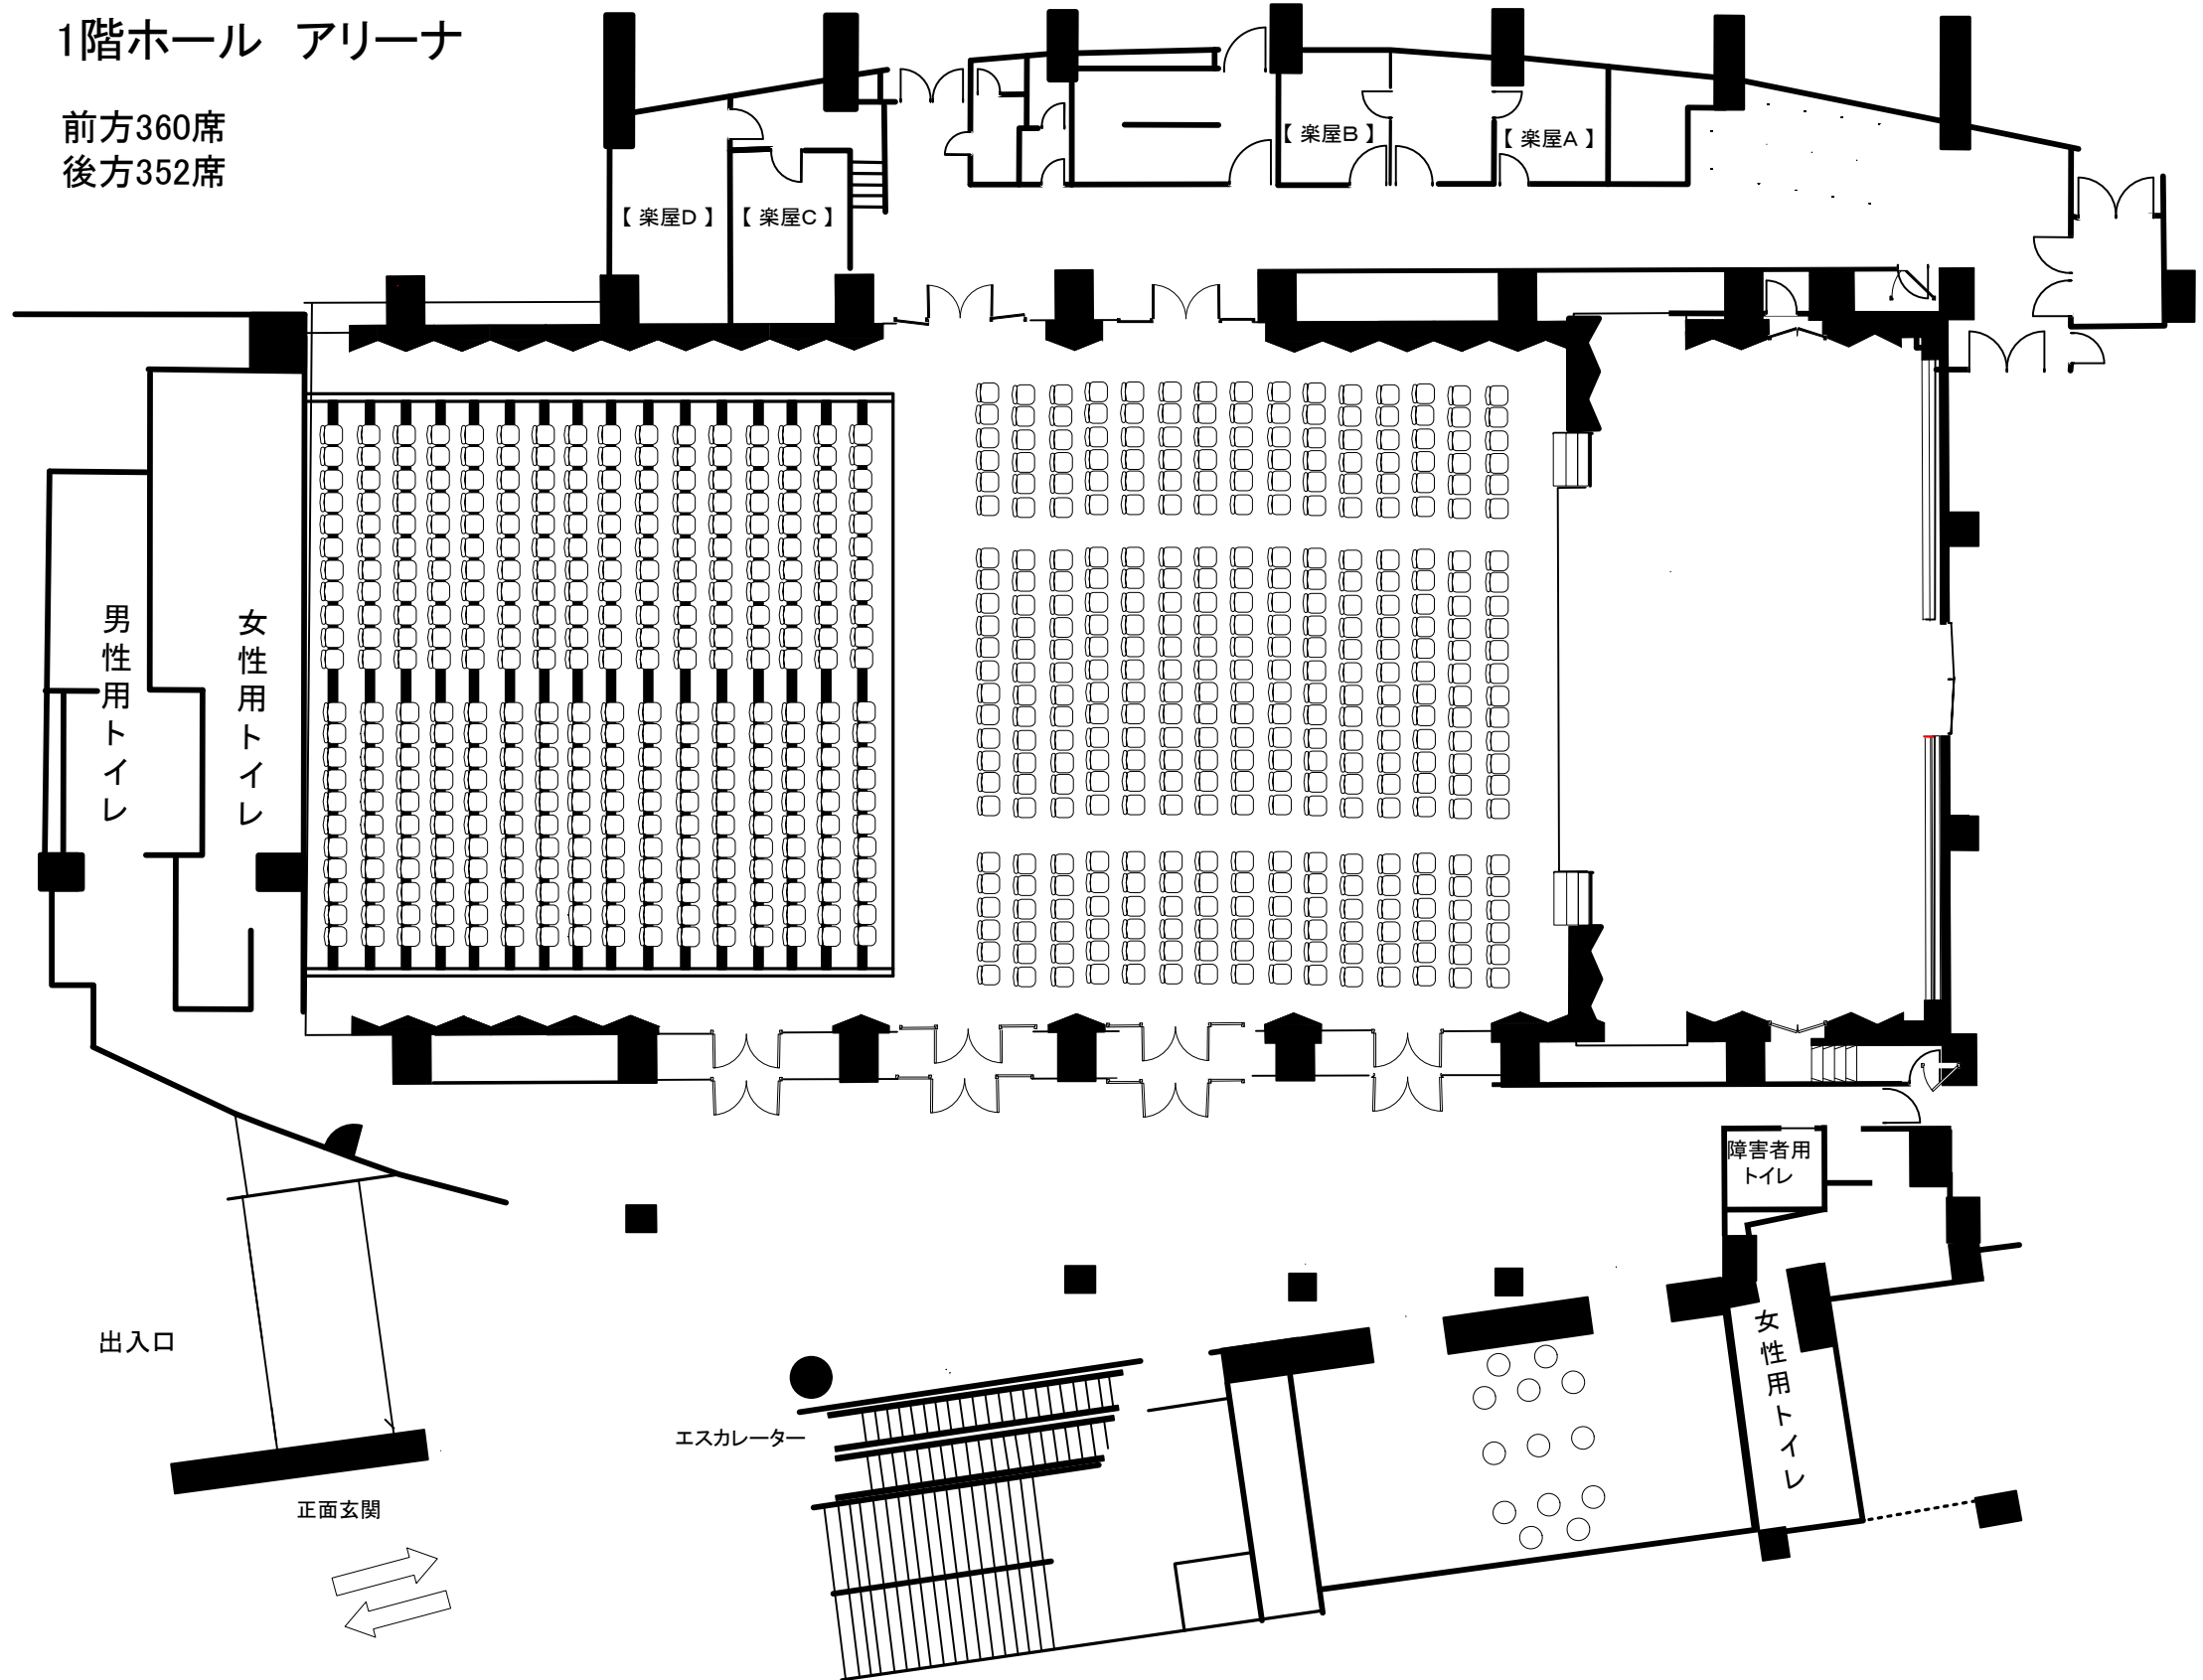 1階ホール　アリーナ
前方360席
後方352席
【 楽屋B 】
【 楽屋A 】
【 楽屋D 】
【 楽屋C 】
男性用トイレ
女性用トイレ
障害者用
トイレ
女性用トイレ
出入口
エスカレーター
正面玄関